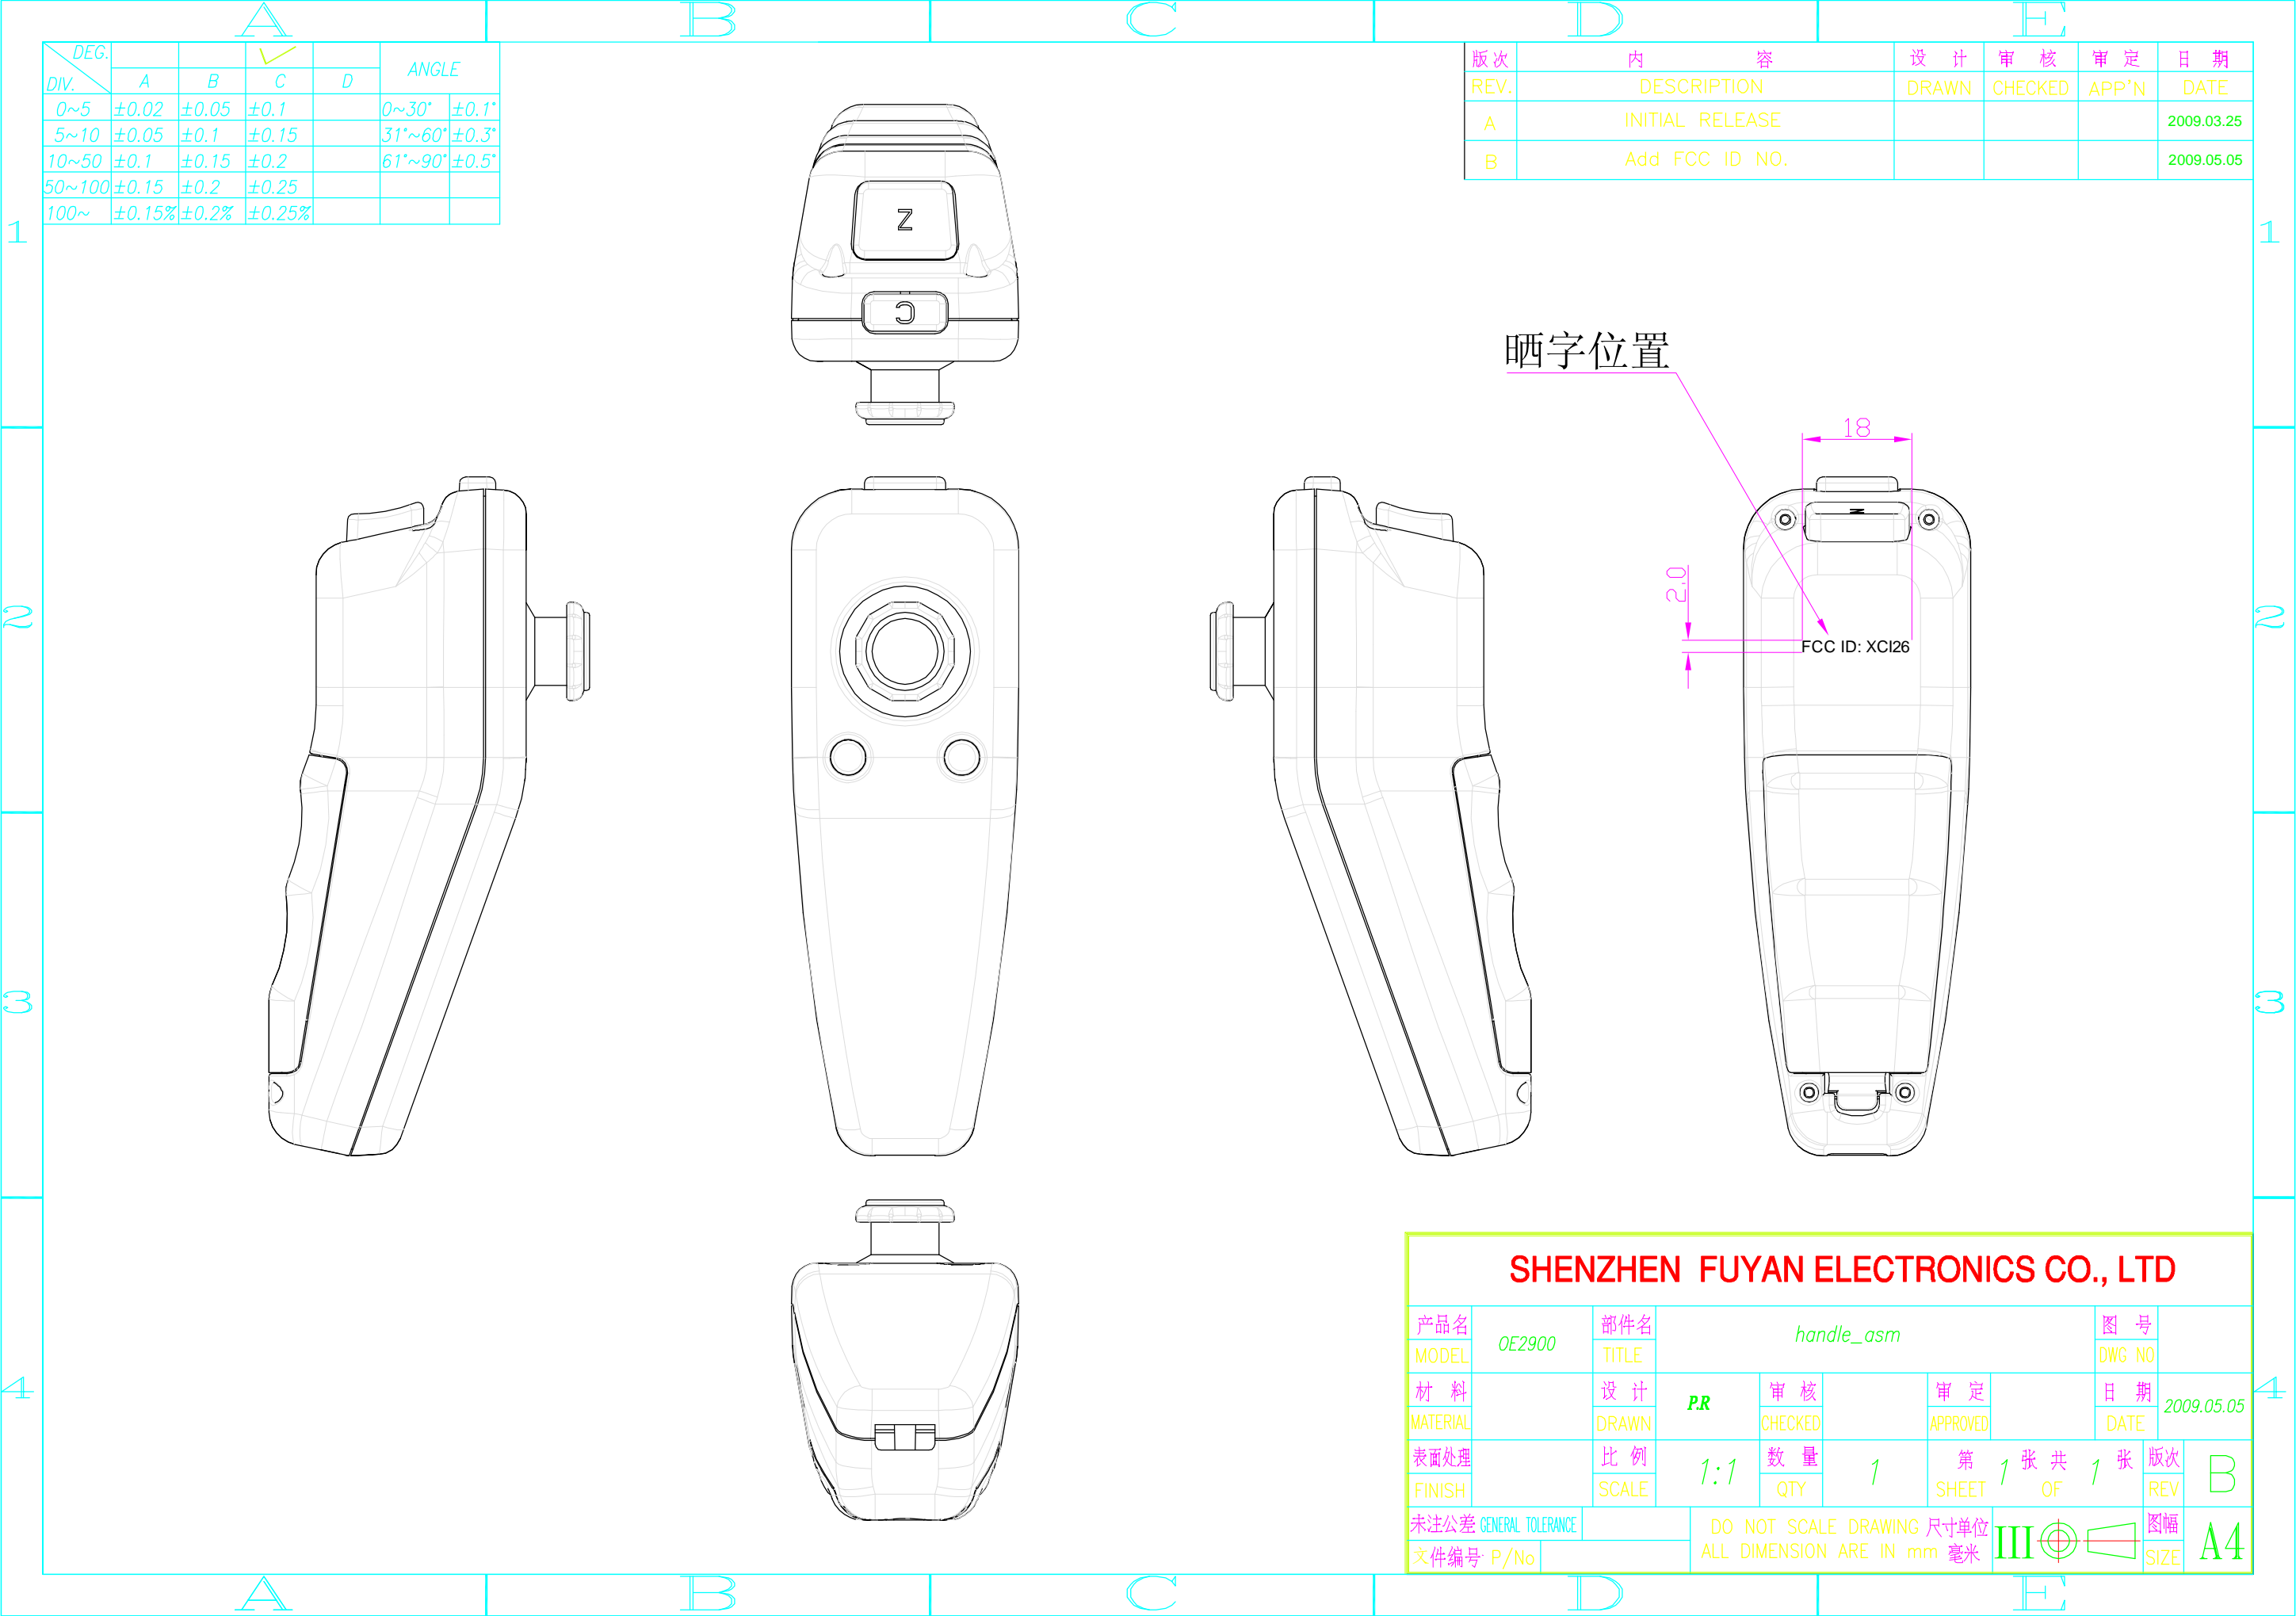 A B C D E
DEG.
DIV. A B C D ANGLE
0~5 ±0.02 ±0.05 ±0.1 0~30° ±0.1°
5~10 ±0.05 ±0.1 ±0.15 31°~60° ±0.3°
10~50 ±0.1 ±0.15 ±0.2 61°~90° ±0.5°
50~100 ±0.15 ±0.2 ±0.25
100~ ±0.15% ±0.2% ±0.25%
版次 内 容 设 计 审 核 审 定 日 期
REV. DESCRIPTION DRAWN CHECKED APP'N DATE
A INITIAL RELEASE 2009.03.25
B Add FCC ID NO. 2009.05.05
1 1
Z
C
晒字位置
18
Z
2.0
FCC ID: XCI26
2 2
3 3
4 4
SHENZHEN FUYAN ELECTRONICS CO., LTD
产品名 OE2900 部件名 handle_asm 图 号
MODEL TITLE DWG NO
材 料 设 计 P.R 审 核 审 定 日 期 2009.05.05
MATERIAL DRAWN CHECKED APPROVED DATE
表面处理 比 例 1:1 数 量 1 第 1 张 共 1 张 版次 B
FINISH SCALE QTY SHEET OF REV
未注公差 GENERAL TOLERANCE DO NOT SCALE DRAWING 尺寸单位 图幅 A4
文件编号 P/No ALL DIMENSION ARE IN mm 毫米 III SIZE
A B C D E